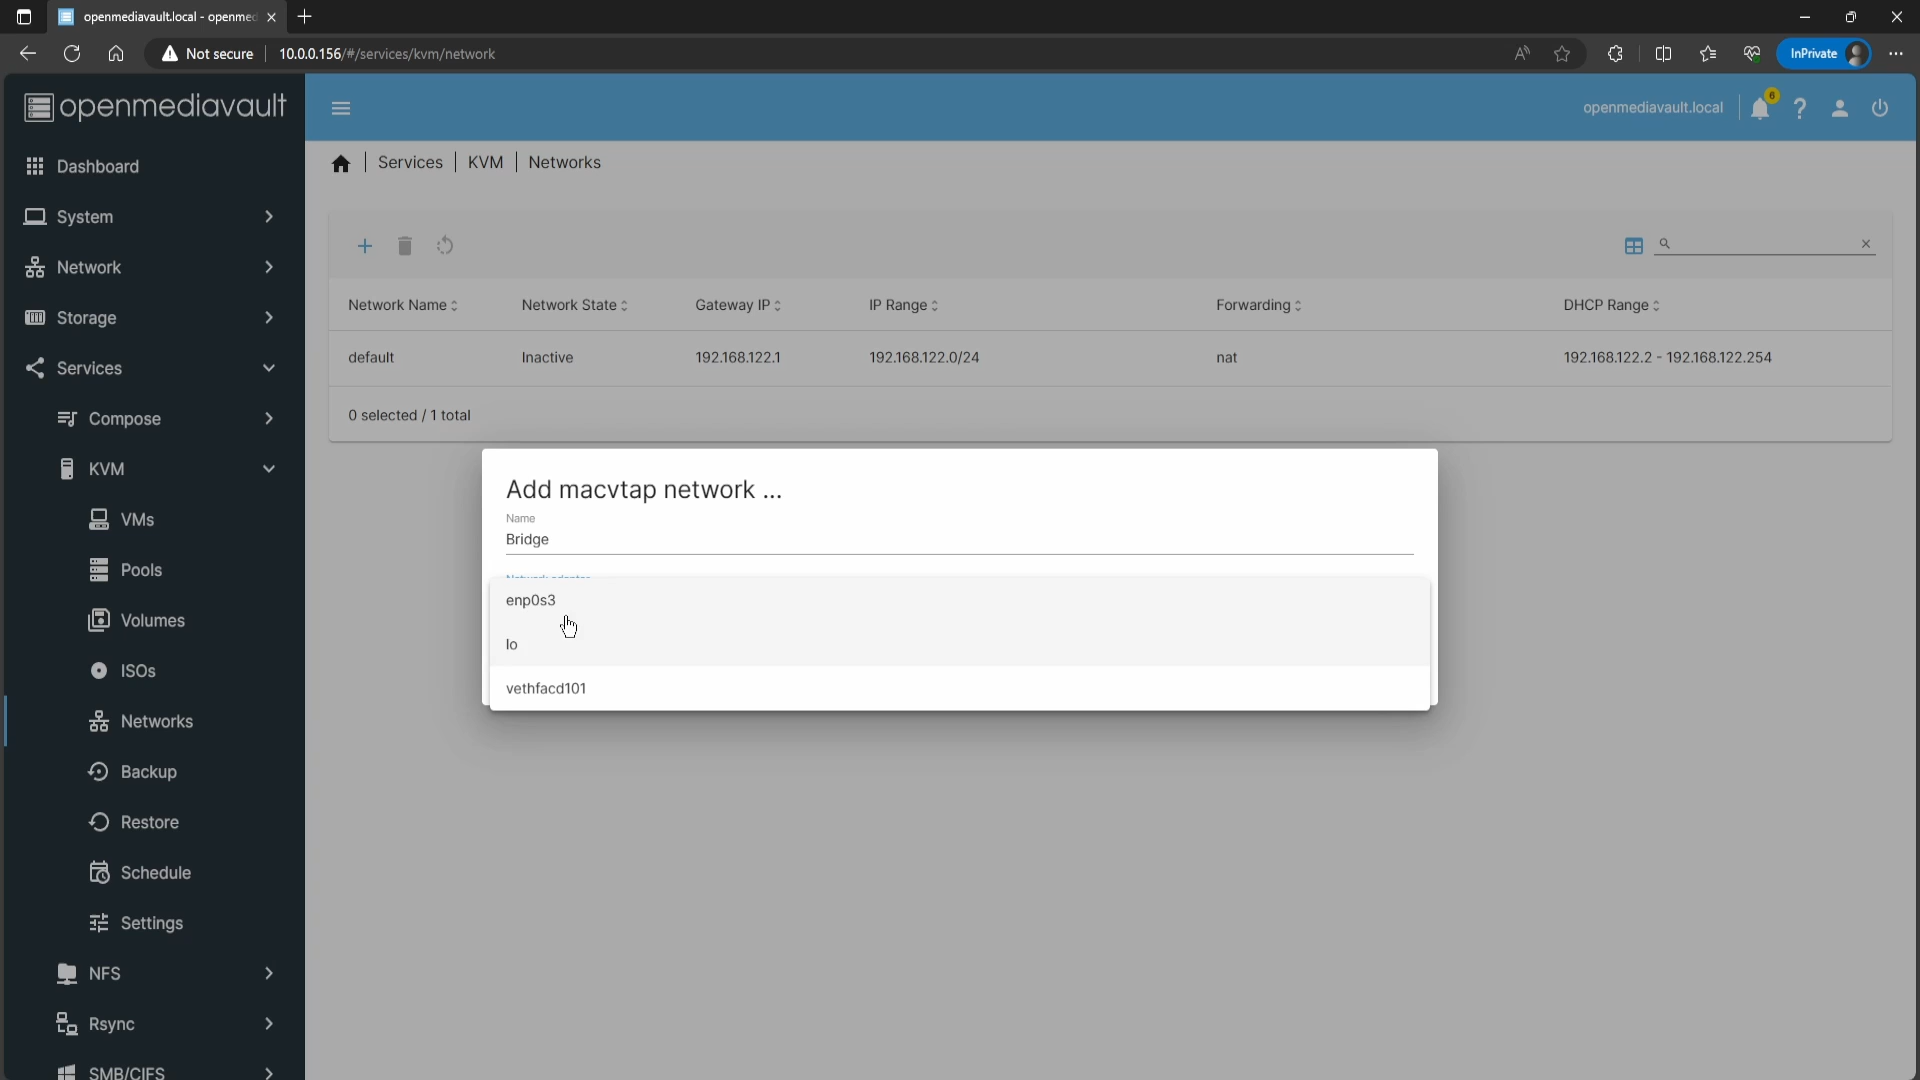 openmediavault.local - openmed
Not secure
10.0.0.156/#/services/kvm/network
InPrivate
openmediavault
openmediavault.local
6
Dashboard
System
Network
Storage
Services
Compose
KVM
VMs
Pools
Volumes
ISOs
Networks
Backup
Restore
Schedule
Settings
NFS
Rsync
SMB/CIFS
Services | KVM | Networks
Network Name Network State Gateway IP IP Range Forwarding DHCP Range
default Inactive 192.168.122.1 192.168.122.0/24 nat 192.168.122.2 - 192.168.122.254
0 selected / 1 total
Add macvtap network ...
Name
Bridge
Network adapter
enp0s3
lo
vethfacd101